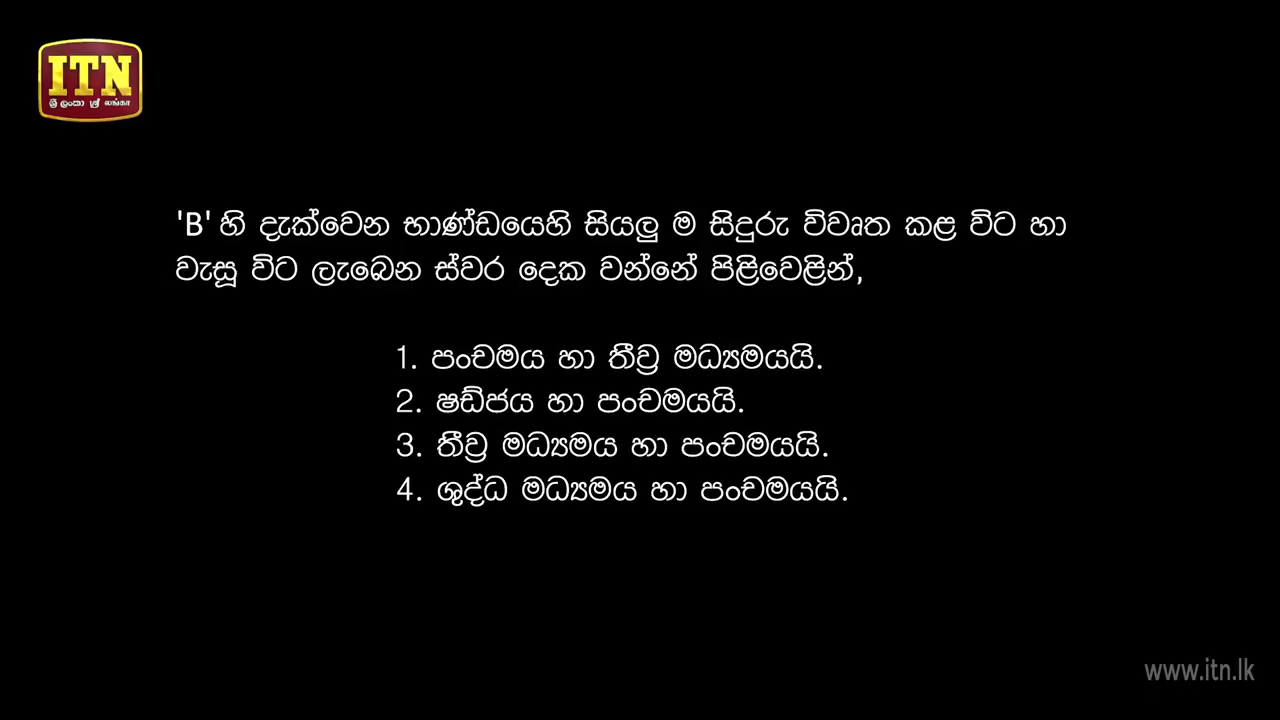 ITN
ශ්‍රී ලංකා ஸ்ரீ லங்கா
'B' හි දැක්වෙන භාණ්ඩයෙහි සියලු ම සිදුරු විවෘත කළ විට හා
වැසූ විට ලැබෙන ස්වර දෙක වන්නේ පිළිවෙළින්,
1. පංචමය හා තීව්‍ර මධ්‍යමයයි.
2. ෂඩ්ජය හා පංචමයයි.
3. තීව්‍ර මධ්‍යමය හා පංචමයයි.
4. ශුද්ධ මධ්‍යමය හා පංචමයයි.
www.itn.lk